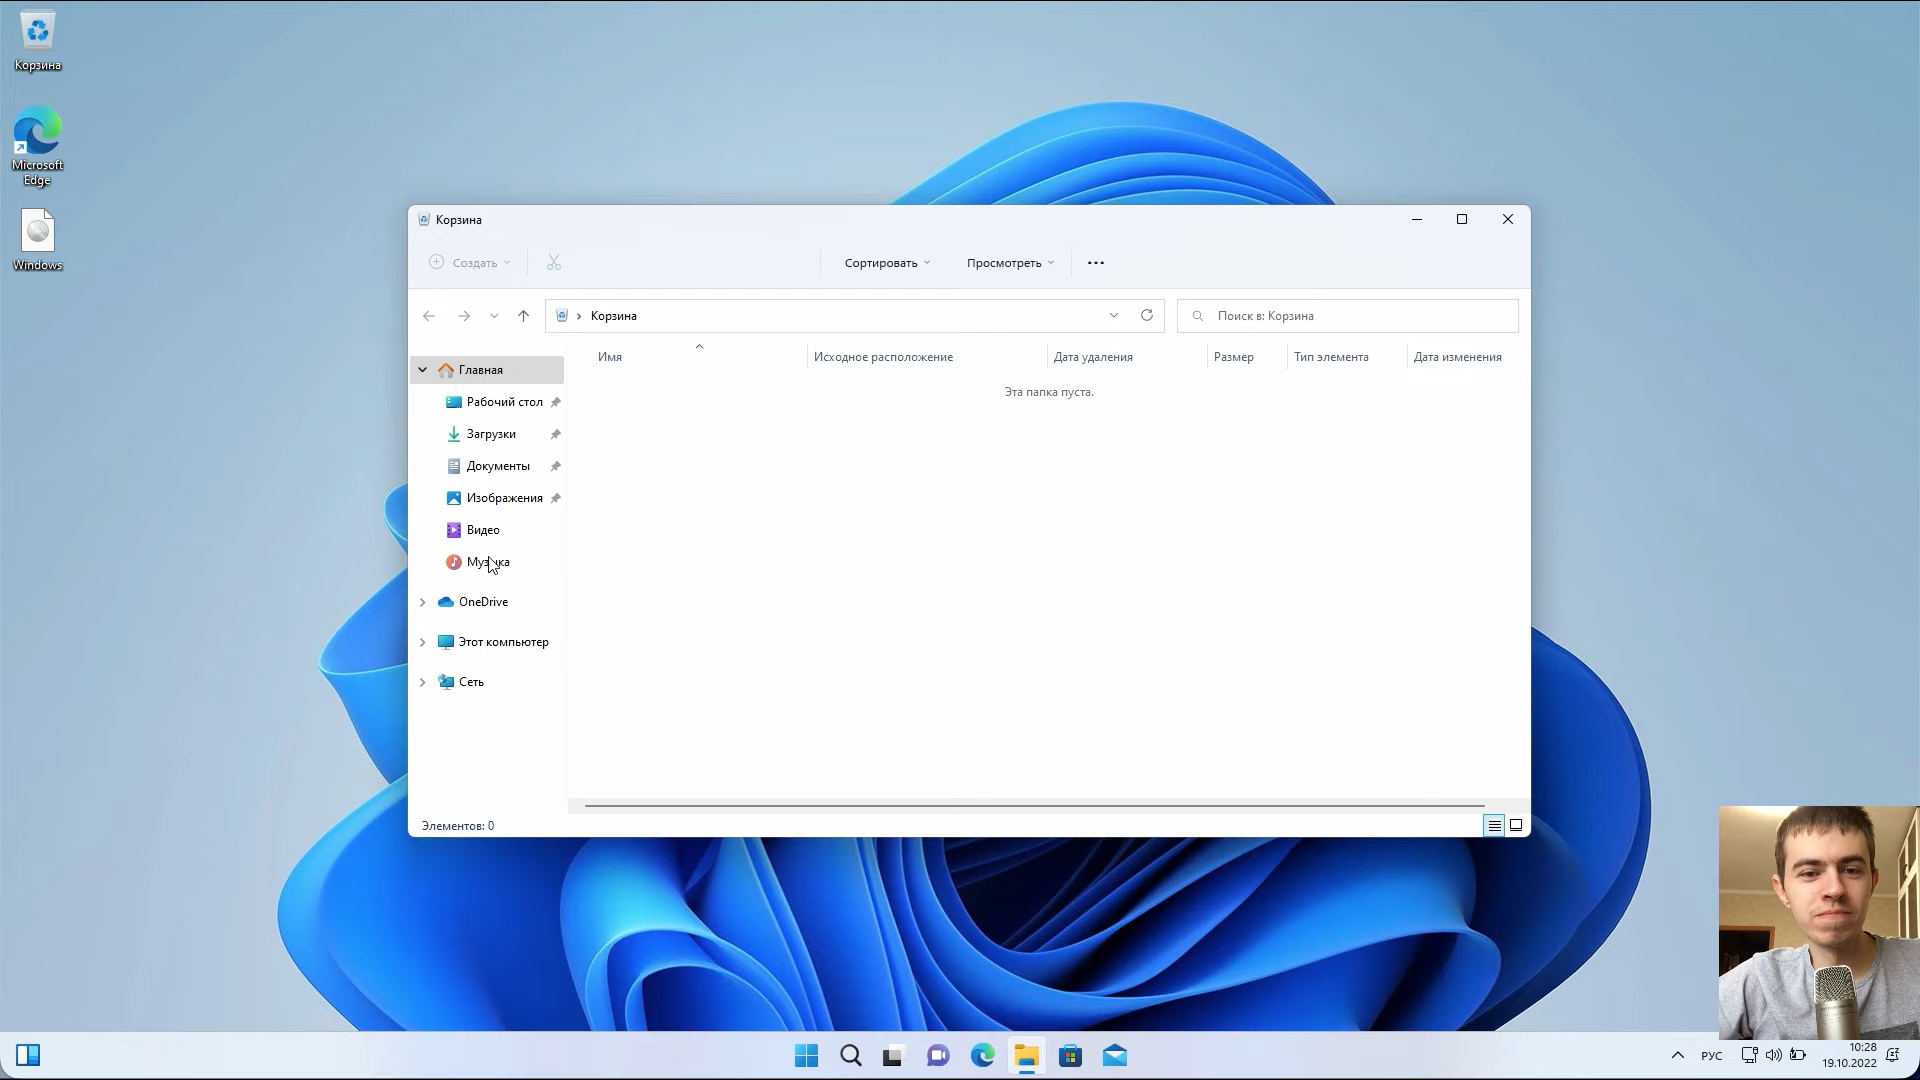 Корзина
Microsoft
Edge
Windows
Корзина
Создать
Сортировать
Просмотреть
Корзина
Поиск в: Корзина
Имя
Исходное расположение
Дата удаления
Размер
Тип элемента
Дата изменения
Эта папка пуста.
Главная
Рабочий стол
Загрузки
Документы
Изображения
Видео
Музыка
OneDrive
Этот компьютер
Сеть
Элементов: 0
РУС
10:28
19.10.2022